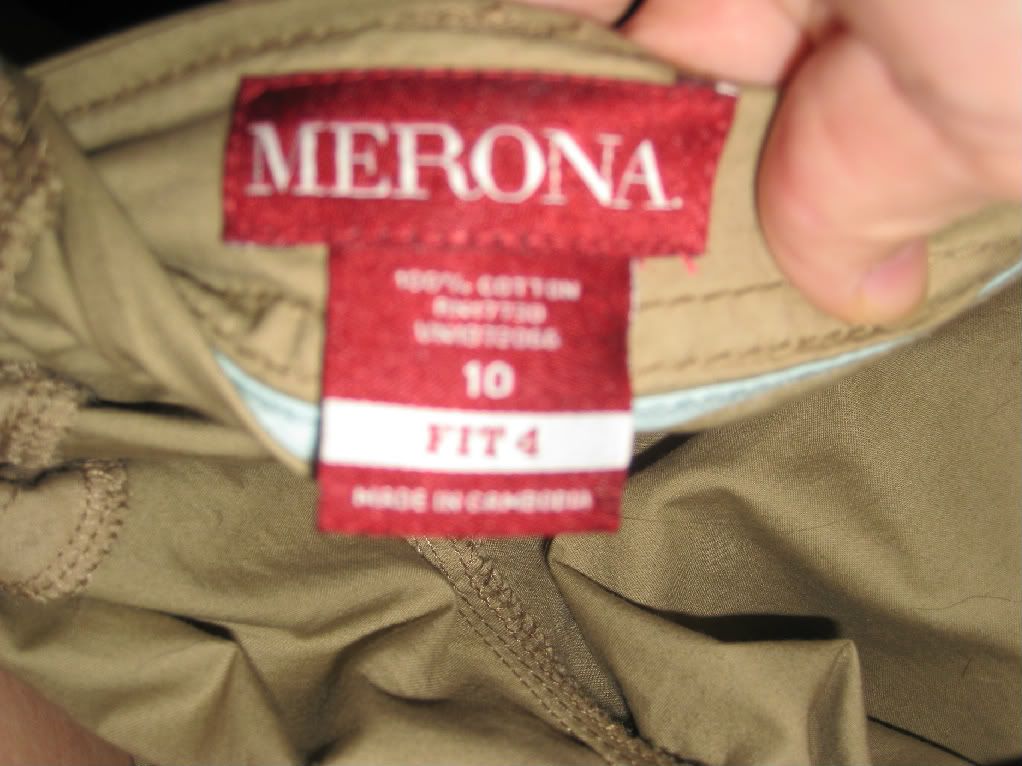 MERONA.
100% COTTON
10
FIT 4
MADE IN CAMBODIA